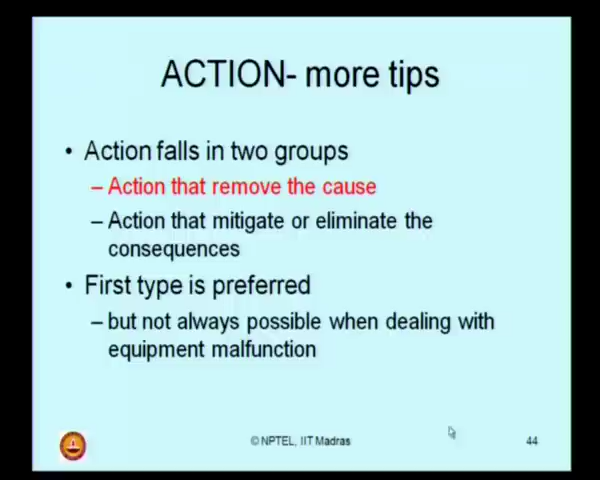 ACTION- more tips
• Action falls in two groups
– Action that remove the cause
– Action that mitigate or eliminate the
consequences
• First type is preferred
– but not always possible when dealing with
equipment malfunction
© NPTEL, IIT Madras
44